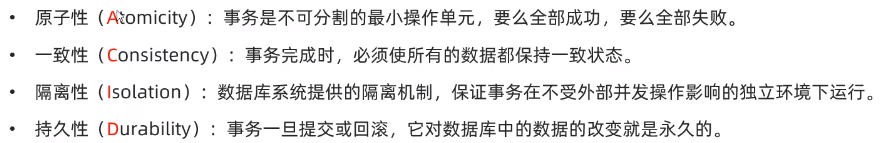 • 原子性（Atomicity）：事务是不可分割的最小操作单元，要么全部成功，要么全部失败。
• 一致性（Consistency）：事务完成时，必须使所有的数据都保持一致状态。
• 隔离性（Isolation）：数据库系统提供的隔离机制，保证事务在不受外部并发操作影响的独立环境下运行。
• 持久性（Durability）：事务一旦提交或回滚，它对数据库中的数据的改变就是永久的。